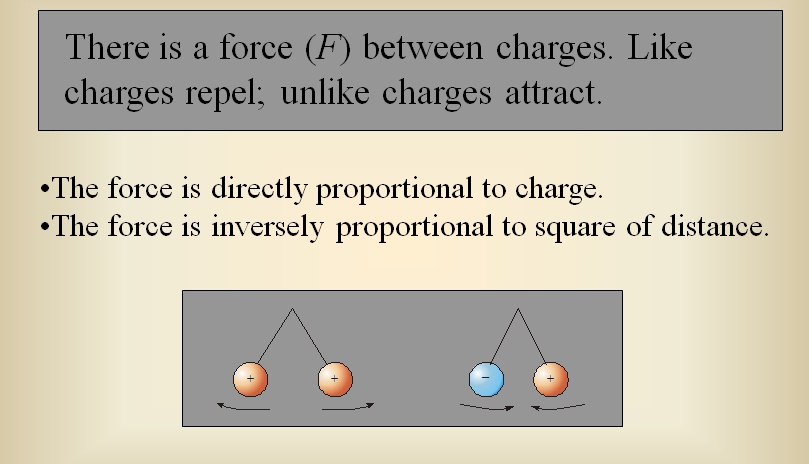 There is a force (F) between charges. Like
charges repel; unlike charges attract.
•The force is directly proportional to charge.
•The force is inversely proportional to square of distance.
+ + − +